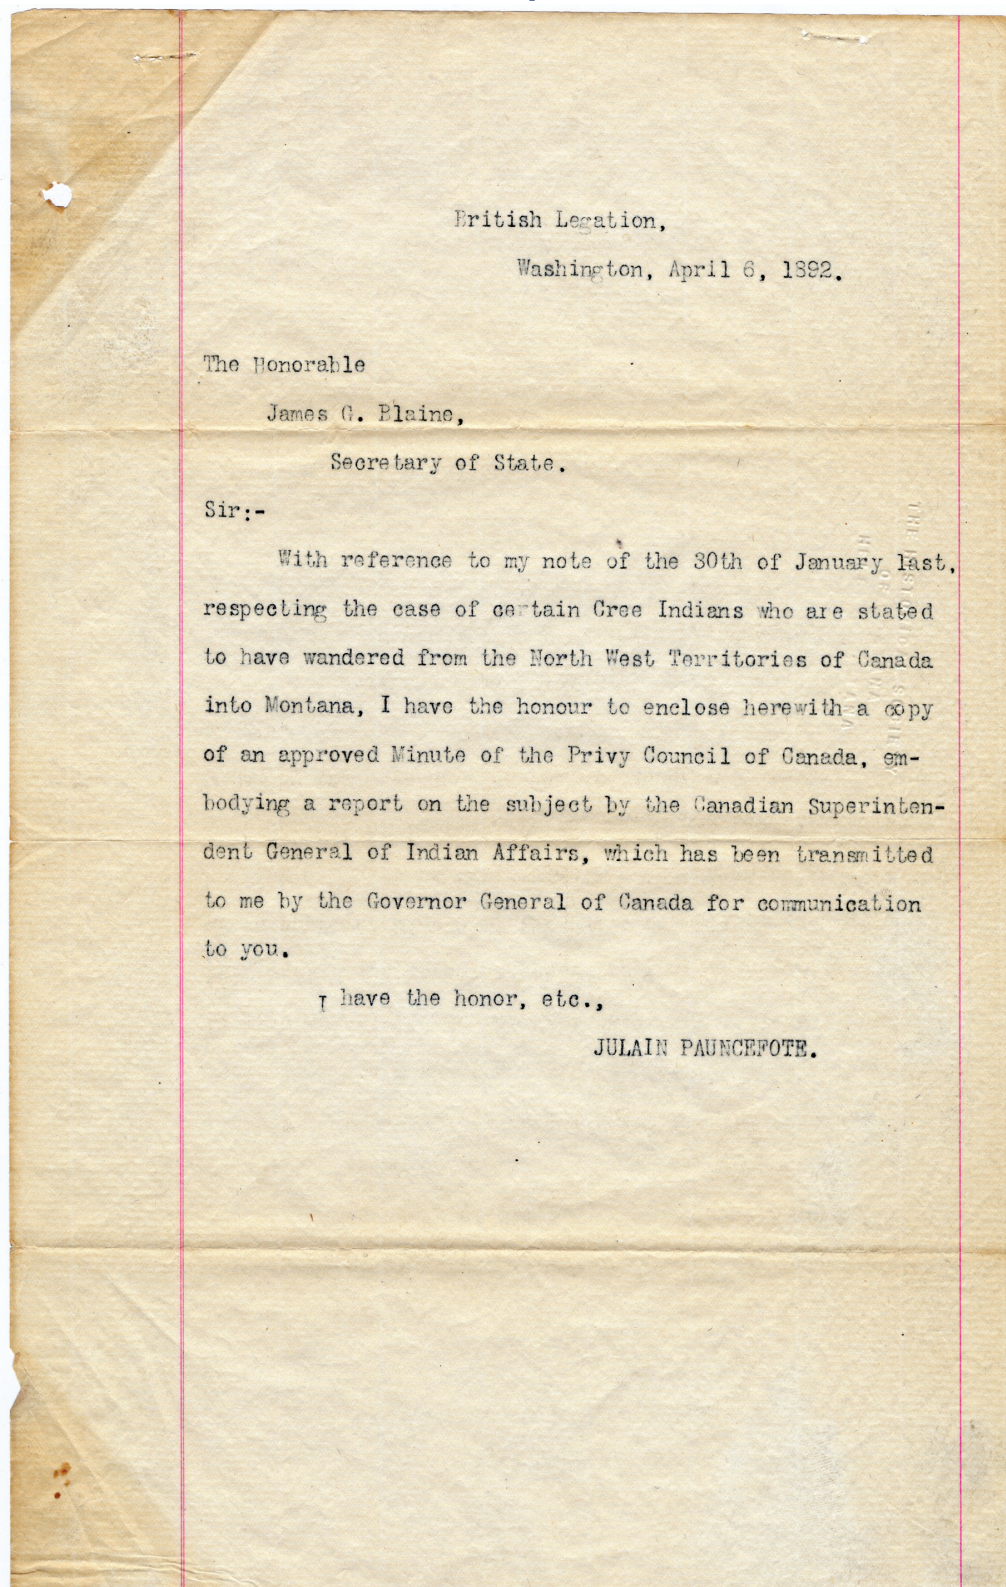 British Legation,
Washington, April 6, 1892.
The Honorable
James G. Blaine,
Secretary of State.
Sir:-
With reference to my note of the 30th of January last,
respecting the case of certain Cree Indians who are stated
to have wandered from the North West Territories of Canada
into Montana, I have the honour to enclose herewith a copy
of an approved Minute of the Privy Council of Canada, em-
bodying a report on the subject by the Canadian Superinten-
dent General of Indian Affairs, which has been transmitted
to me by the Governor General of Canada for communication
to you.
I have the honor, etc.,
JULAIN PAUNCEFOTE.